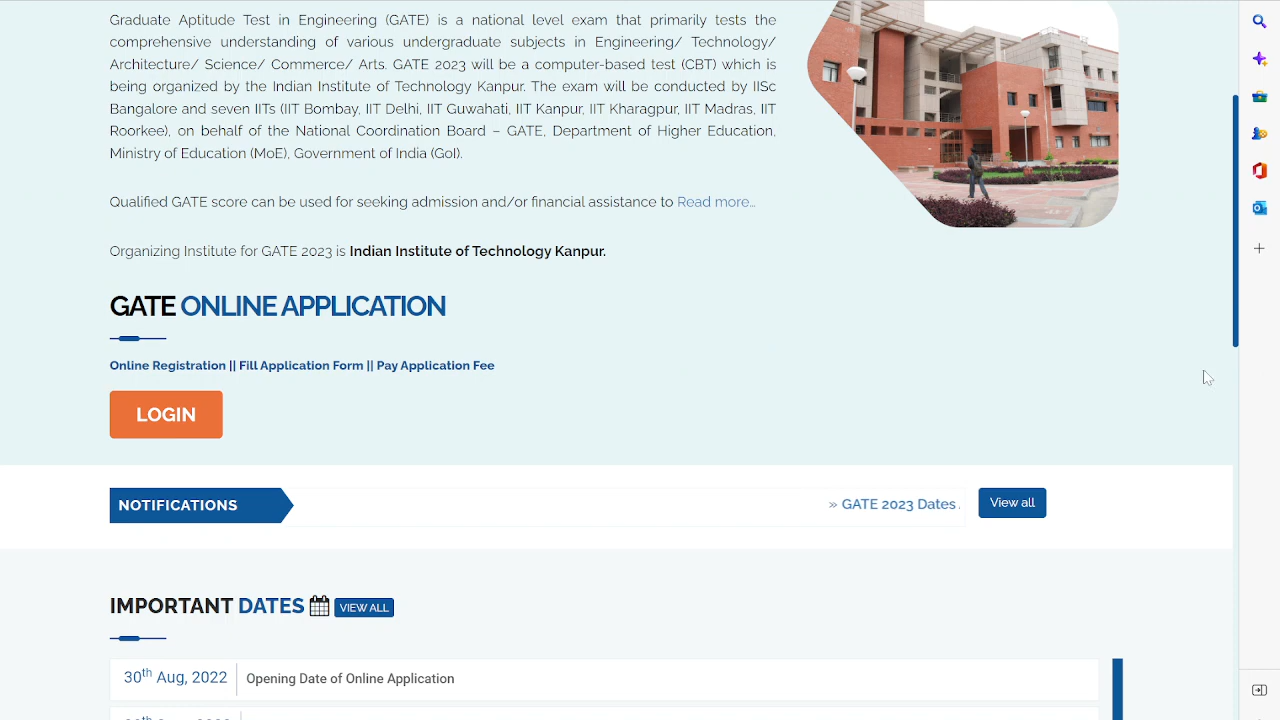 Graduate Aptitude Test in Engineering (GATE) is a national level exam that primarily tests the
comprehensive understanding of various undergraduate subjects in Engineering/ Technology/
Architecture/ Science/ Commerce/ Arts. GATE 2023 will be a computer-based test (CBT) which is
being organized by the Indian Institute of Technology Kanpur. The exam will be conducted by IISc
Bangalore and seven IITs (IIT Bombay, IIT Delhi, IIT Guwahati, IIT Kanpur, IIT Kharagpur, IIT Madras, IIT
Roorkee), on behalf of the National Coordination Board – GATE, Department of Higher Education,
Ministry of Education (MoE), Government of India (GoI).
Qualified GATE score can be used for seeking admission and/or financial assistance to Read more...
Organizing Institute for GATE 2023 is Indian Institute of Technology Kanpur.
GATE ONLINE APPLICATION
Online Registration || Fill Application Form || Pay Application Fee
LOGIN
NOTIFICATIONS
» GATE 2023 Dates
View all
IMPORTANT DATES VIEW ALL
30th Aug, 2022 Opening Date of Online Application